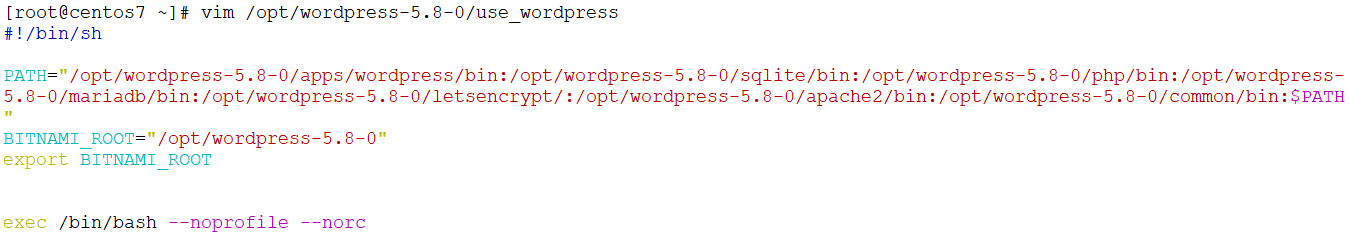 [root@centos7 ~]# vim /opt/wordpress-5.8-0/use_wordpress
#!/bin/sh
PATH="/opt/wordpress-5.8-0/apps/wordpress/bin:/opt/wordpress-5.8-0/sqlite/bin:/opt/wordpress-5.8-0/php/bin:/opt/wordpress-
5.8-0/mariadb/bin:/opt/wordpress-5.8-0/letsencrypt/:/opt/wordpress-5.8-0/apache2/bin:/opt/wordpress-5.8-0/common/bin:$PATH
"
BITNAMI_ROOT="/opt/wordpress-5.8-0"
export BITNAMI_ROOT
exec /bin/bash --noprofile --norc